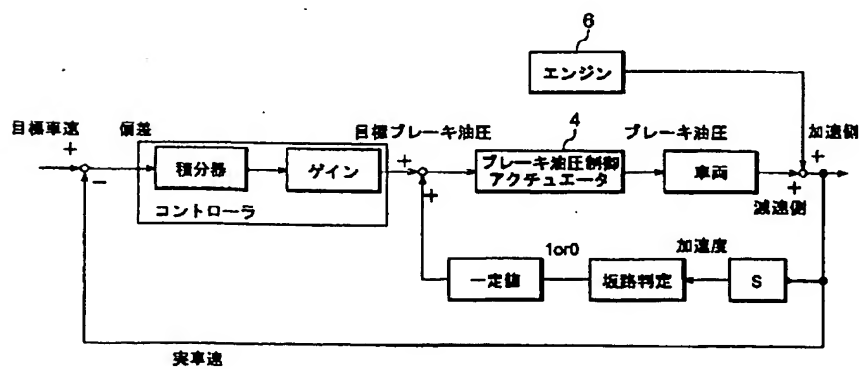 6
エンジン
目標車速
+
偏差
目標ブレーキ油圧
4
ブレーキ油圧
加速側
+
-
積分器
ゲイン
+
+
ブレーキ油圧制御
アクチュエータ
車両
+
減速側
コントローラ
1or0
加速度
一定値
坂路判定
S
実車速